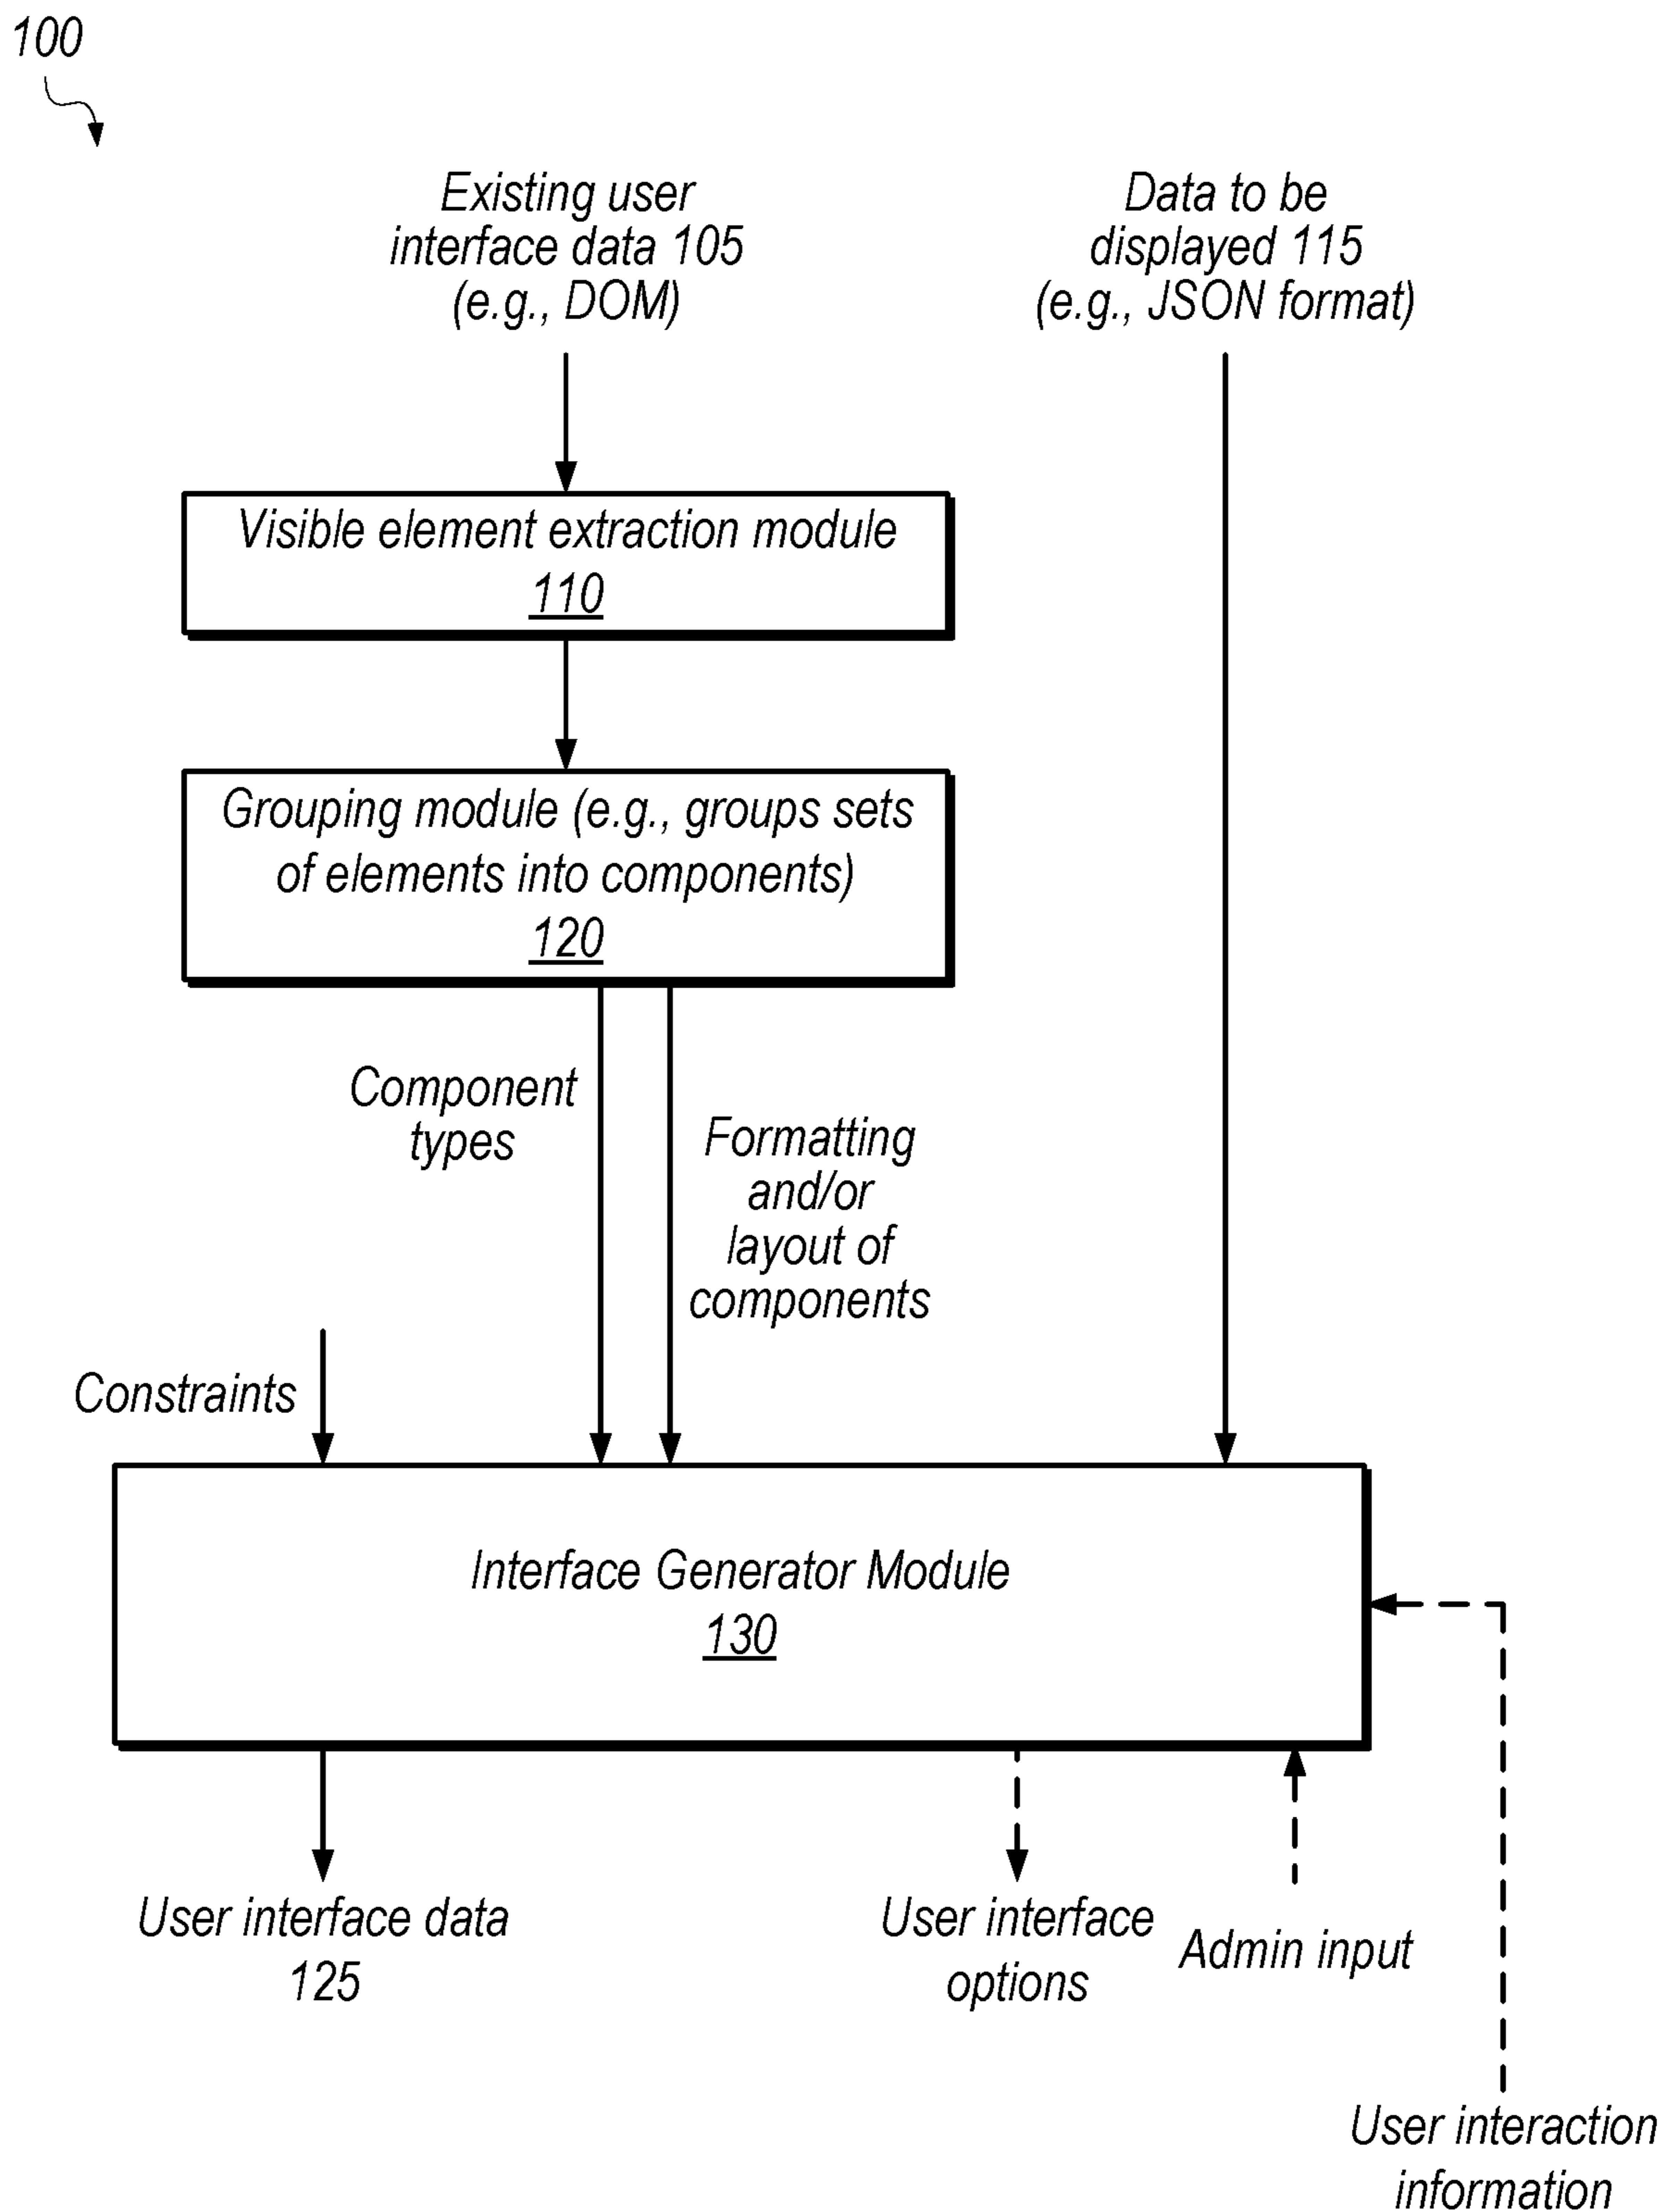 100
Existing user
interface data 105
(e.g., DOM)
Data to be
displayed 115
(e.g., JSON format)
Visible element extraction module
110
Grouping module (e.g., groups sets
of elements into components)
120
Component
types
Formatting
and/or
layout of
components
Constraints
Interface Generator Module
130
User interface data
125
User interface
options
Admin input
User interaction
information